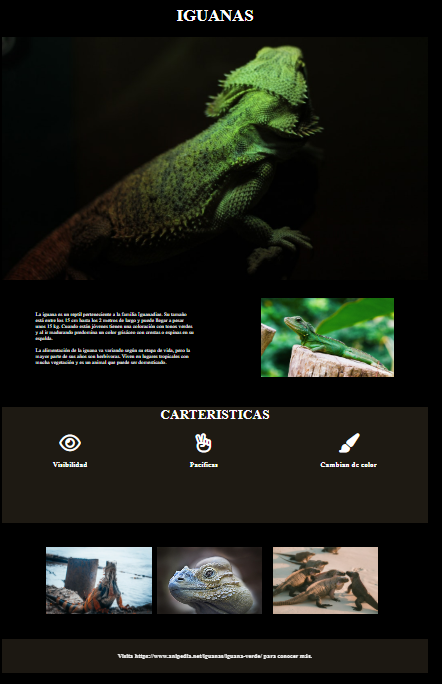 IGUANAS
La iguana es un reptil perteneciente a la familia Iguanidae. Su tamaño
está entre los 15 cm hasta los 2 metros de largo y puede llegar a pesar
unos 15 kg. Cuando están jóvenes tienen una coloración con tonos verdes
y al ir madurando predomina un color grisáceo con crestas o espinas en su
espalda.
La alimentación de la iguana va variando según su etapa de vida, pero la
mayor parte de sus años son herbívoras. Viven en lugares tropicales con
mucha vegetación y es un animal que puede ser domesticado.
CARTERISTICAS
Visibilidad
Pacificas
Cambian de color
Visita https://www.anipedia.net/iguanas/iguana-verde/ para conocer más.